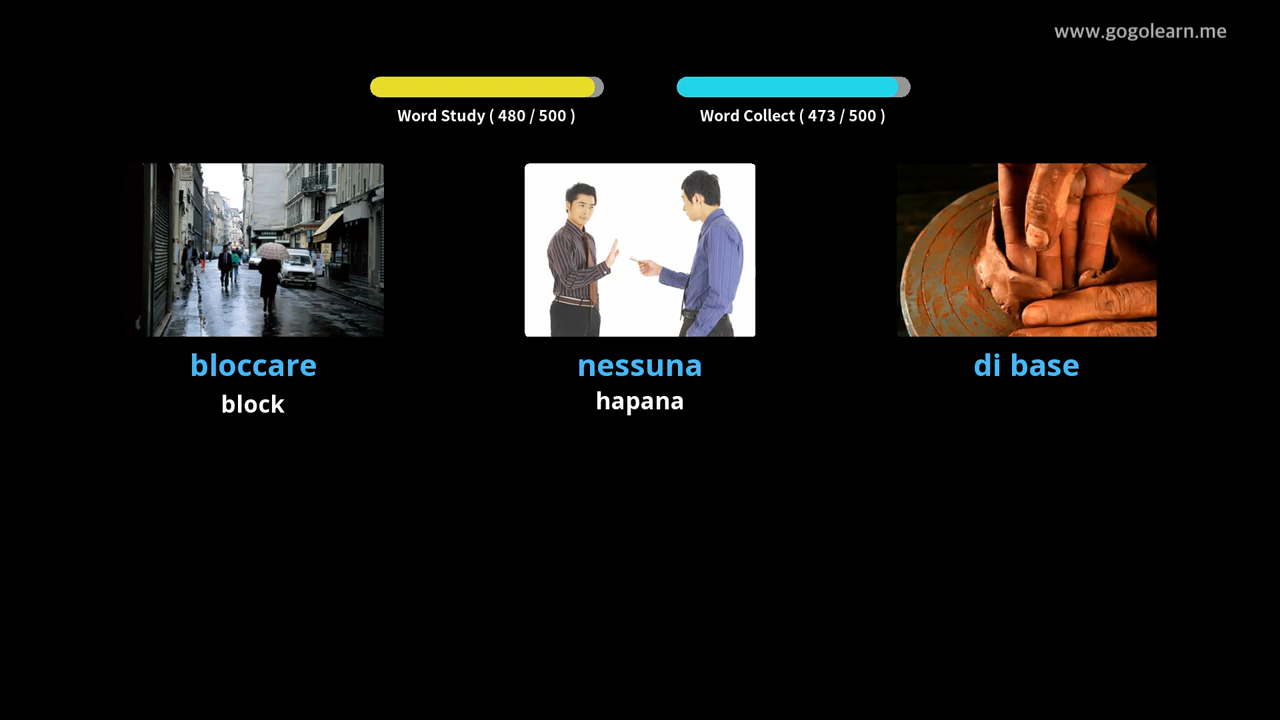 www.gogolearn.me
Word Study ( 480 / 500 )
Word Collect ( 473 / 500 )
bloccare
block
nessuna
hapana
di base